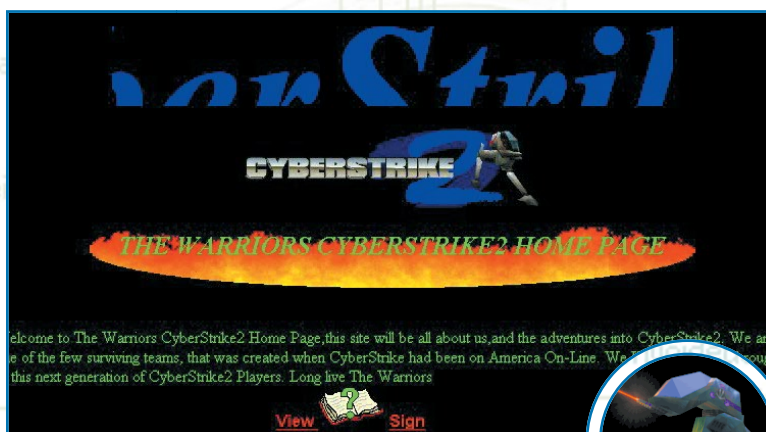 berStril
CYBERSTRIKE 2
THE WARRIORS CYBERSTRIKE2 HOME PAGE
elcome to The Warriors CyberStrike2 Home Page,this site will be all about us,and the adventures into CyberStrike2. We ar
e of the few surviving teams, that was created when CyberStrike had been on America On-Line. We
this next generation of CyberStrike2 Players. Long live The Warriors
?
View Sign